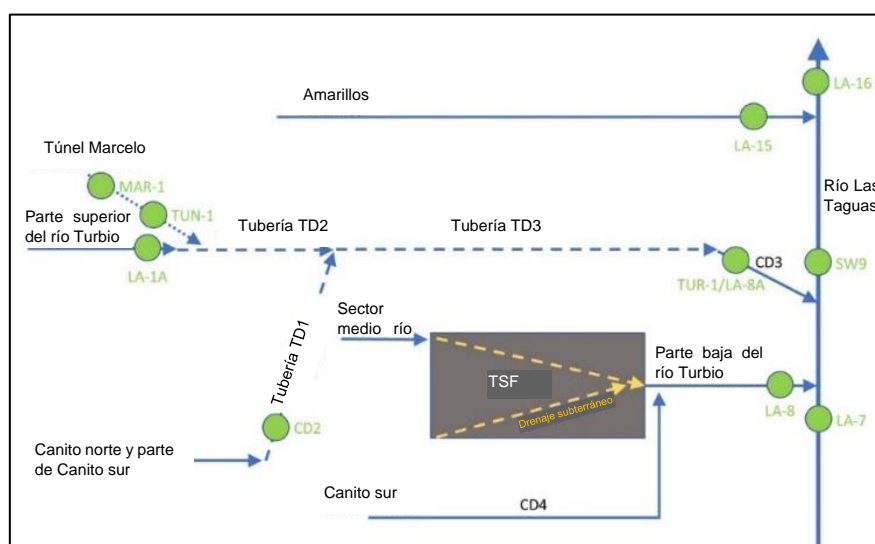 LA-16
Amarillos
LA-15
Túnel Marcelo
MAR-1
TUN-1
Río Las
Taguas
Parte superior
del río Turbio
Tubería TD2
Tubería TD3
LA-1A
CD3
TUR-1/LA-8A
SW9
Sector
medio río
Tubería TD1
TSF
Drenaje subterráneo
Parte baja del
río Turbio
LA-8
LA-7
CD2
Canito norte y parte
de Canito sur
Canito sur
CD4